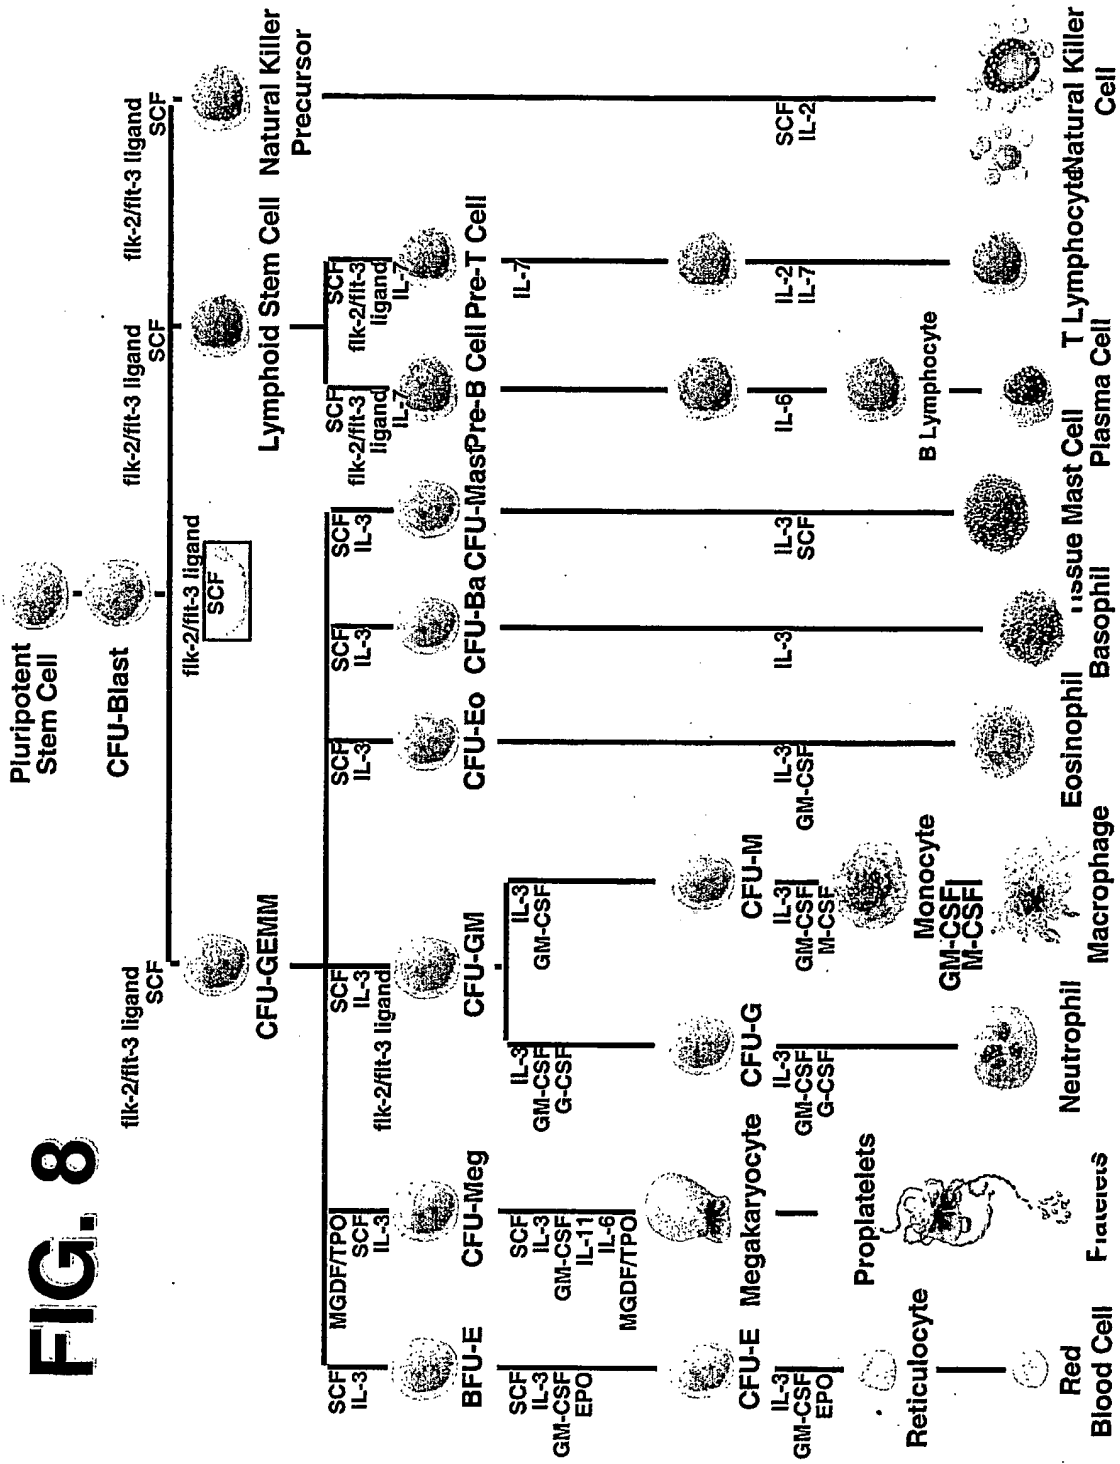 FIG. 8
Pluripotent
Stem Cell
CFU-Blast
flk-2/flt-3 ligand
SCF
flk-2/flt-3 ligand
SCF
flk-2/flt-3 ligand
SCF
flk-2/flt-3 ligand
SCF
CFU-GEMM
Lymphoid Stem Cell
Natural Killer
Precursor
SCF
IL-3
MGDF/TPO
SCF
IL-3
SCF
IL-3
flk-2/flt-3 ligand
SCF
IL-3
SCF
IL-3
SCF
IL-3
SCF
flk-2/flt-3
ligand
IL-7
SCF
flk-2/flt-3
ligand
IL-7
BFU-E
CFU-Meg
CFU-GM
CFU-Eo
CFU-Ba
CFU-Mast
Pre-B Cell
Pre-T Cell
SCF
IL-3
GM-CSF
EPO
SCF
IL-3
GM-CSF
IL-11
IL-6
MGDF/TPO
IL-3
GM-CSF
G-CSF
IL-3
GM-CSF
IL-7
CFU-E
Megakaryocyte
CFU-G
CFU-M
IL-3
GM-CSF
EPO
IL-3
GM-CSF
G-CSF
IL-3
GM-CSF
M-CSF
IL-3
GM-CSF
IL-3
IL-3
SCF
IL-6
IL-2
IL-7
SCF
IL-2
Reticulocyte
Proplatelets
Monocyte
GM-CSF
M-CSF
B Lymphocyte
Red
Blood Cell
Platelets
Neutrophil
Macrophage
Eosinophil
Basophil
Tissue Mast Cell
Plasma Cell
T Lymphocyte
Natural Killer
Cell